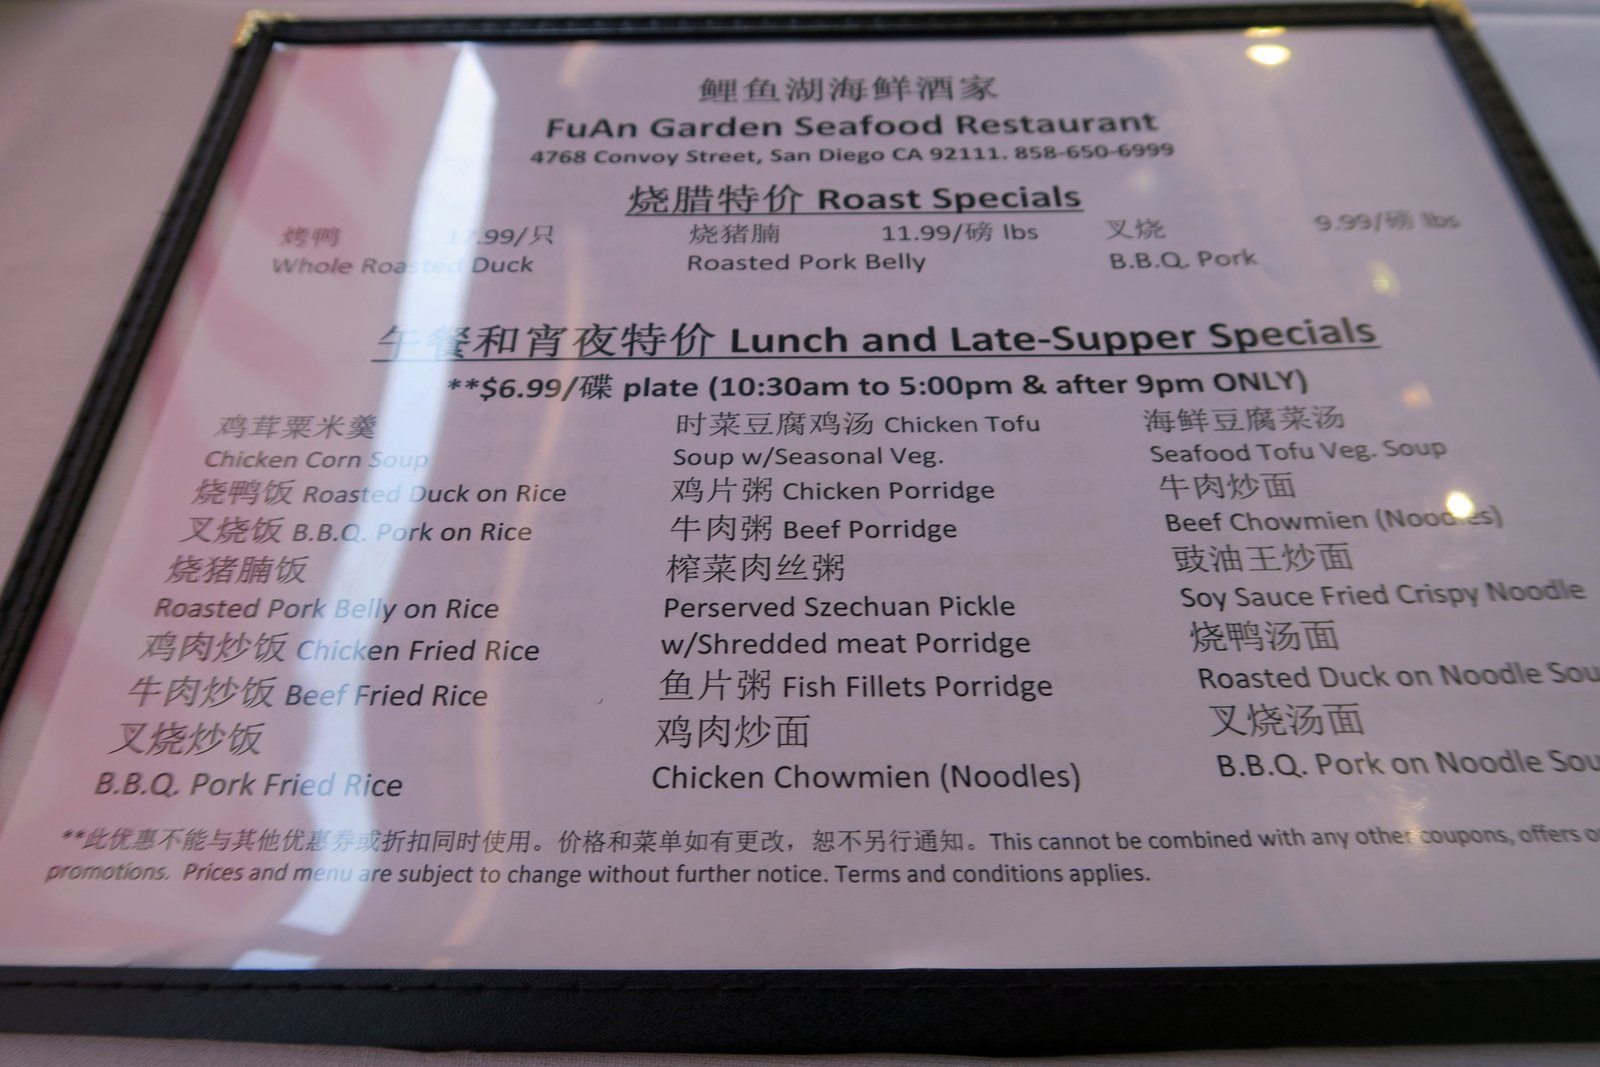 鲤鱼湖海鲜酒家
FuAn Garden Seafood Restaurant
4768 Convoy Street, San Diego CA 92111. 858-650-6999
烧腊特价 Roast Specials
烤鸭 17.99/只
Whole Roasted Duck
烧猪腩 11.99/磅 lbs
Roasted Pork Belly
叉烧 9.99/磅 lbs
B.B.Q. Pork
午餐和宵夜特价 Lunch and Late-Supper Specials
**$6.99/碟 plate (10:30am to 5:00pm & after 9pm ONLY)
鸡茸粟米羹
Chicken Corn Soup
烧鸭饭 Roasted Duck on Rice
叉烧饭 B.B.Q. Pork on Rice
烧猪腩饭
Roasted Pork Belly on Rice
鸡肉炒饭 Chicken Fried Rice
牛肉炒饭 Beef Fried Rice
叉烧炒饭
B.B.Q. Pork Fried Rice
时菜豆腐鸡汤 Chicken Tofu
Soup w/Seasonal Veg.
鸡片粥 Chicken Porridge
牛肉粥 Beef Porridge
榨菜肉丝粥
Perserved Szechuan Pickle
w/Shredded meat Porridge
鱼片粥 Fish Fillets Porridge
鸡肉炒面
Chicken Chowmien (Noodles)
海鲜豆腐菜汤
Seafood Tofu Veg. Soup
牛肉炒面
Beef Chowmien (Noodles)
豉油王炒面
Soy Sauce Fried Crispy Noodle
烧鸭汤面
Roasted Duck on Noodle Sou
叉烧汤面
B.B.Q. Pork on Noodle Sou
**此优惠不能与其他优惠券或折扣同时使用。价格和菜单如有更改，恕不另行通知。This cannot be combined with any other coupons, offers o
promotions. Prices and menu are subject to change without further notice. Terms and conditions applies.